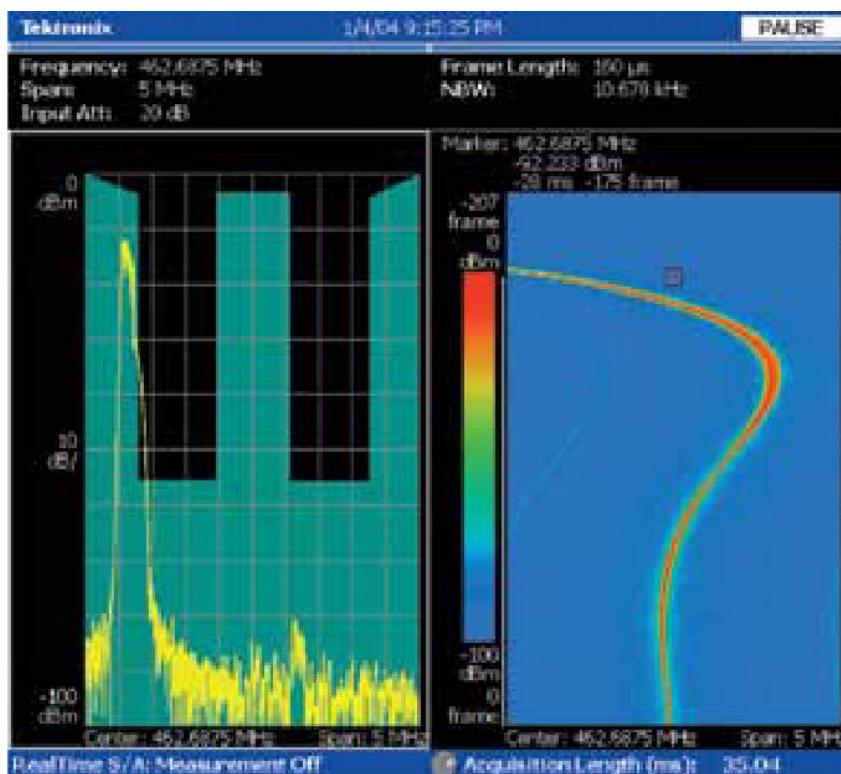 Tektronix 1/4/04 9:15:25 PM PAUSE
Frequency: 462.6875 MHz
Span: 5 MHz
Input Att: 20 dB
Frame Length: 160 µs
NBW: 10.678 kHz
Marker: 462.6875 MHz
-92.233 dBm
-28 ms -175 frame
0
dBm
10
dB/
-100
dBm
Center: 462.6875 MHz Span: 5 MHz
-207
frame
0
dBm
-100
dBm
0
frame
Center: 462.6875 MHz Span: 5 MHz
RealTime S/A: Measurement Off Acquisition Length (ms): 35.04